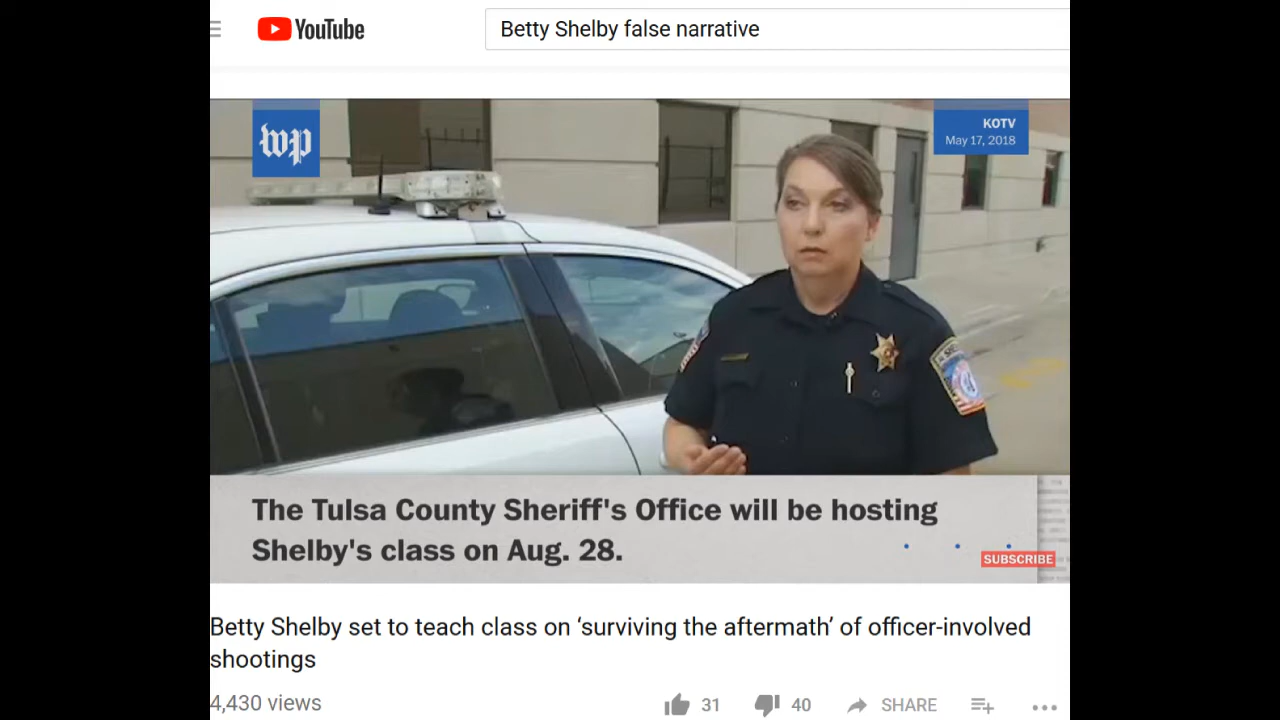 YouTube
Betty Shelby false narrative
wp
KOTV
May 17, 2018
The Tulsa County Sheriff's Office will be hosting
Shelby's class on Aug. 28.
SUBSCRIBE
Betty Shelby set to teach class on ‘surviving the aftermath’ of officer-involved
shootings
4,430 views
31
40
SHARE